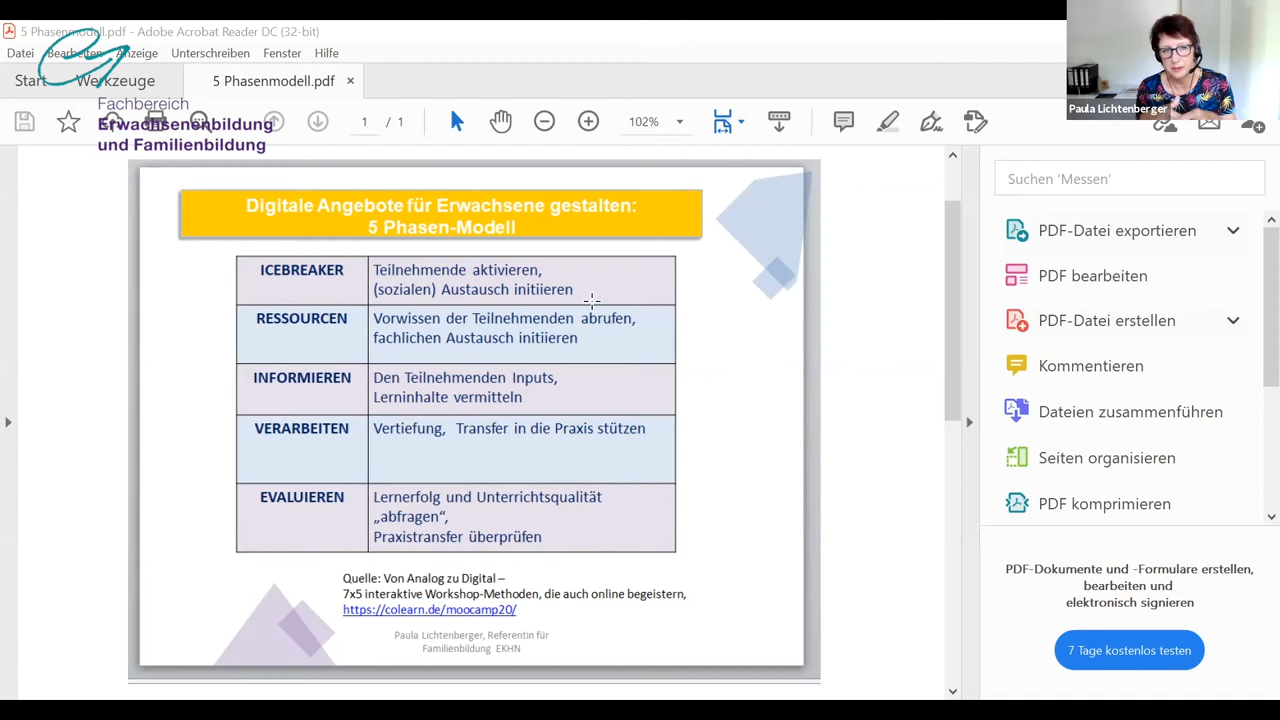 5 Phasenmodell.pdf - Adobe Acrobat Reader DC (32-bit)
Datei Bearbeiten Anzeige Unterschreiben Fenster Hilfe
Start Werkzeuge 5 Phasenmodell.pdf ×
Fachbereich
Erwachsenenbildung
und Familienbildung
1 / 1
102%
Paula Lichtenberger
Digitale Angebote für Erwachsene gestalten:
5 Phasen-Modell
ICEBREAKER
Teilnehmende aktivieren,
(sozialen) Austausch initiieren
RESSOURCEN
Vorwissen der Teilnehmenden abrufen,
fachlichen Austausch initiieren
INFORMIEREN
Den Teilnehmenden Inputs,
Lerninhalte vermitteln
VERARBEITEN
Vertiefung, Transfer in die Praxis stützen
EVALUIEREN
Lernerfolg und Unterrichtsqualität
„abfragen“,
Praxistransfer überprüfen
Quelle: Von Analog zu Digital –
7x5 interaktive Workshop-Methoden, die auch online begeistern,
https://colearn.de/moocamp20/
Paula Lichtenberger, Referentin für
Familienbildung EKHN
Suchen 'Messen'
PDF-Datei exportieren
PDF bearbeiten
PDF-Datei erstellen
Kommentieren
Dateien zusammenführen
Seiten organisieren
PDF komprimieren
PDF-Dokumente und -Formulare erstellen,
bearbeiten und
elektronisch signieren
7 Tage kostenlos testen